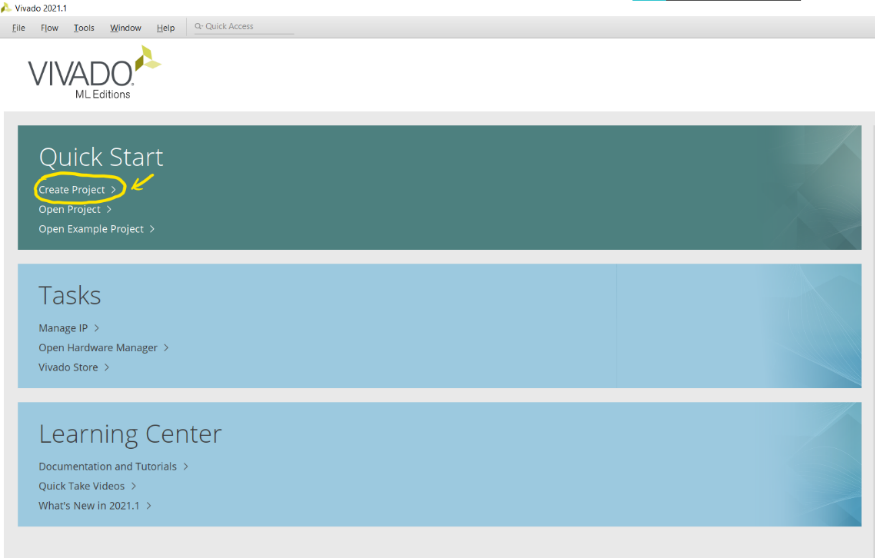 Vivado 2021.1
File Flow Tools Window Help Quick Access
VIVADO.
ML Editions
Quick Start
Create Project >
Open Project >
Open Example Project >
Tasks
Manage IP >
Open Hardware Manager >
Vivado Store >
Learning Center
Documentation and Tutorials >
Quick Take Videos >
What's New in 2021.1 >